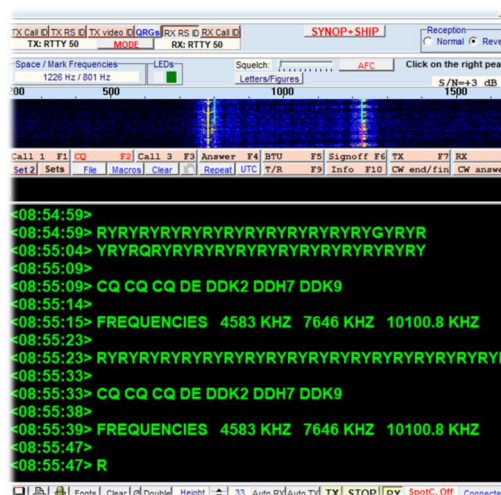 TX Call ID TX RS ID TX video ID QRGs RX RS ID RX Call ID SYNOP+SHIP Reception
TX: RTTY 50 MODE RX: RTTY 50 Normal Reve
Space / Mark Frequencies LEDs Squelch: AFC Click on the right pea
1226 Hz / 801 Hz Letters/Figures S/N=+3 dB
200 500 1000 1500
Call 1 F1 CQ F2 Call 3 F3 Answer F4 BTU F5 Signoff F6 TX F7 RX
Set 2 Sets File Macros Clear Repeat UTC T/R F9 Info F10 CW end/fin CW answe
<08:54:59>
<08:54:59> RYRYRYRYRYRYRYRYRYRYRYRYGYRYR
<08:55:04> YRYRQRYRYRYRYRYRYRYRYRYRYRY
<08:55:09>
<08:55:09> CQ CQ CQ DE DDK2 DDH7 DDK9
<08:55:14>
<08:55:15> FREQUENCIES 4583 KHZ 7646 KHZ 10100.8 KHZ
<08:55:23>
<08:55:23> RYRYRYRYRYRYRYRYRYRYRYRYRYRYRYRYRYRYI
<08:55:33>
<08:55:33> CQ CQ CQ DE DDK2 DDH7 DDK9
<08:55:38>
<08:55:39> FREQUENCIES 4583 KHZ 7646 KHZ 10100.8 KHZ
<08:55:47>
<08:55:47> R
Fonts Clear Double Height 33 Auto RX Auto TX TX STOP RX SpotC. Off Connecte